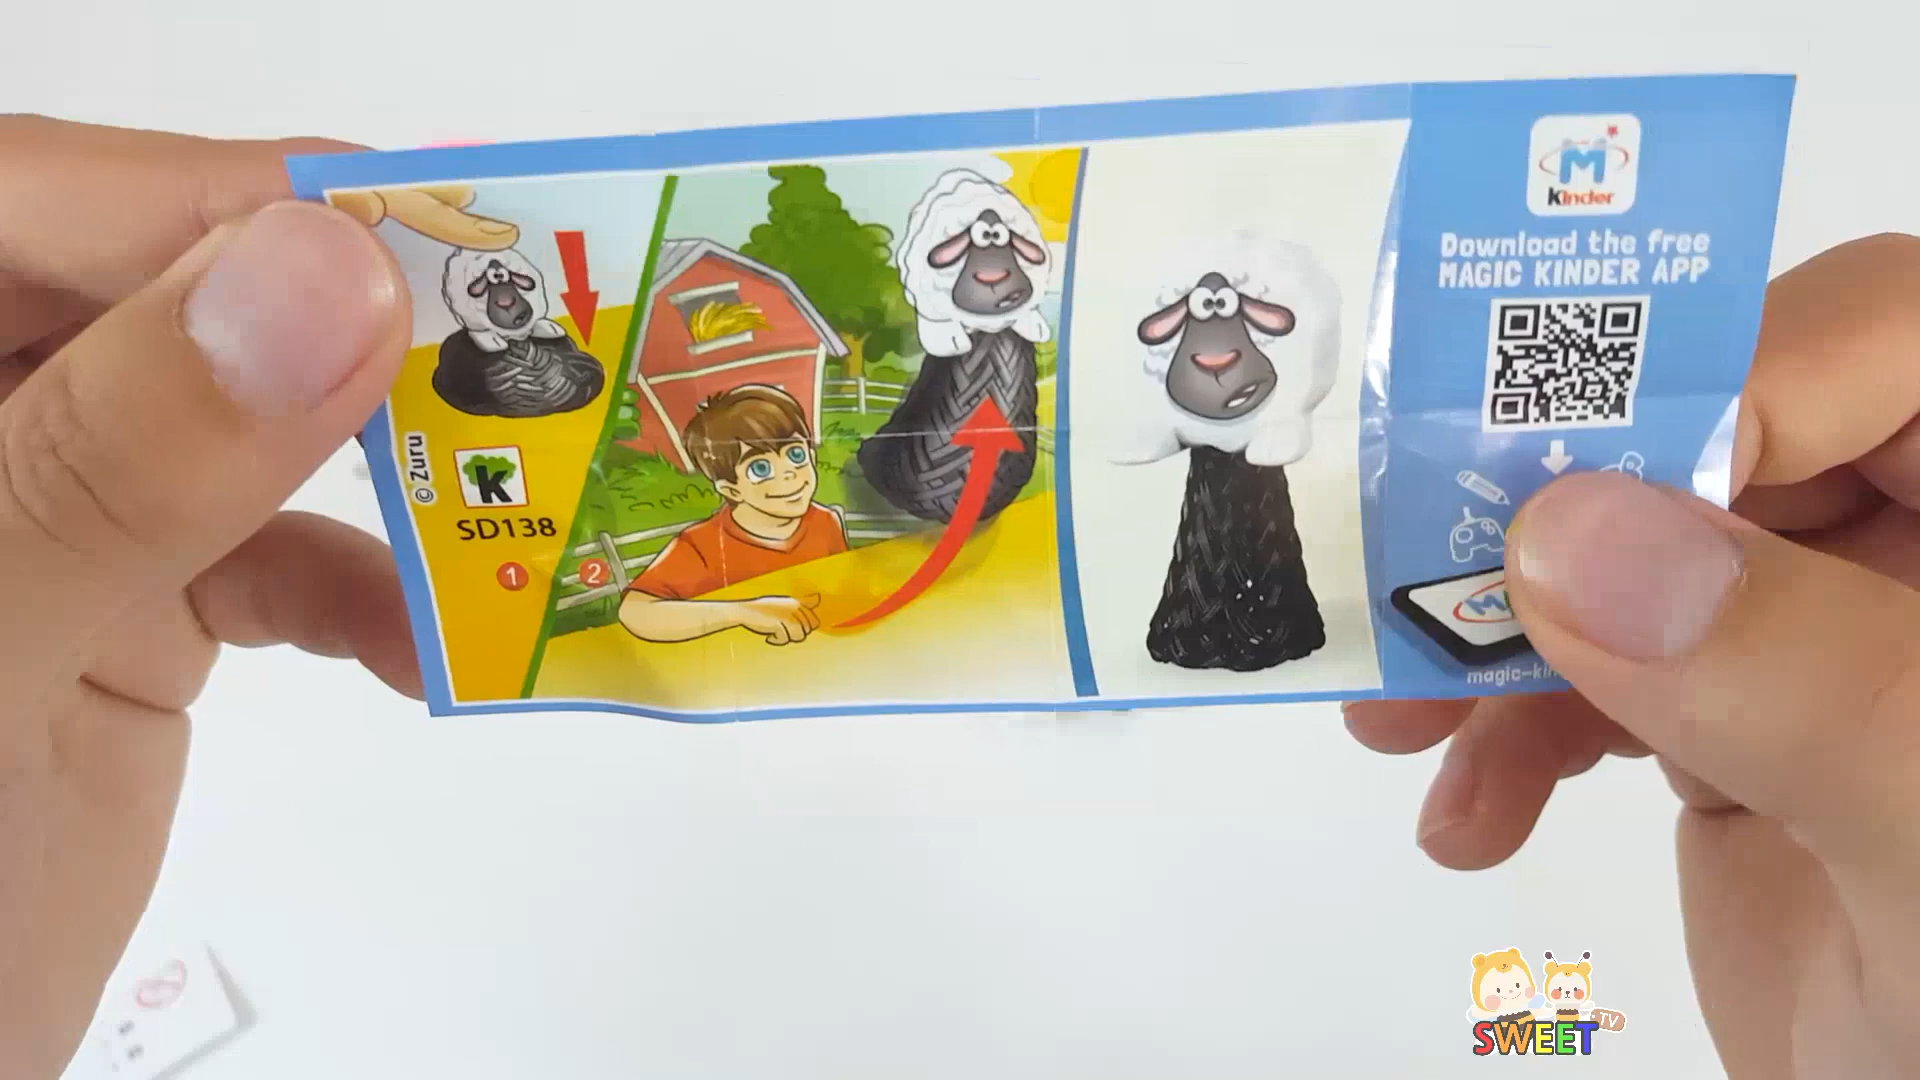 © Zuru
k
SD138
1
2
M
Kinder
Download the free
MAGIC KINDER APP
SWEET TV